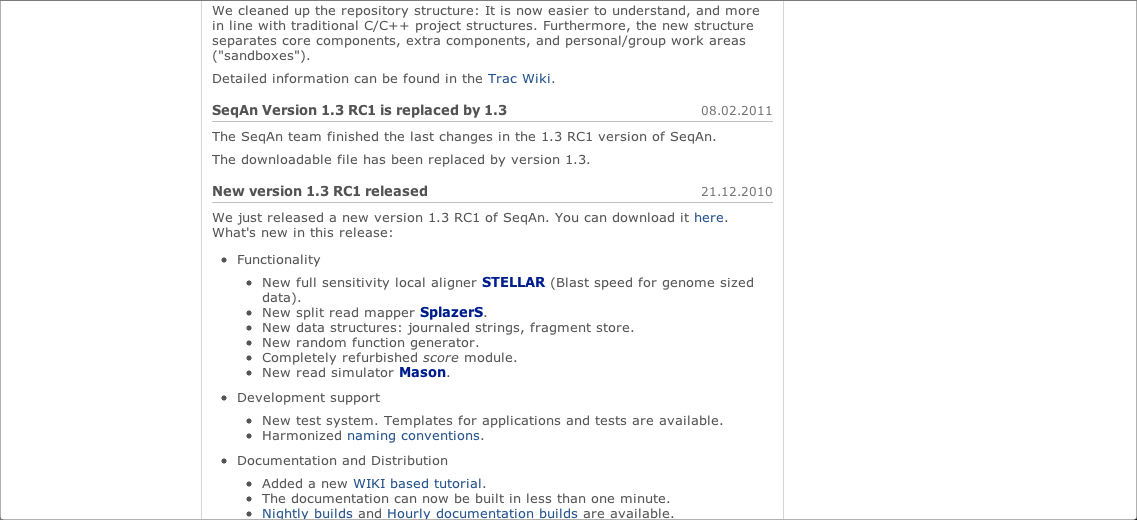 We cleaned up the repository structure: It is now easier to understand, and more
in line with traditional C/C++ project structures. Furthermore, the new structure
separates core components, extra components, and personal/group work areas
("sandboxes").
Detailed information can be found in the Trac Wiki.
SeqAn Version 1.3 RC1 is replaced by 1.3 08.02.2011
The SeqAn team finished the last changes in the 1.3 RC1 version of SeqAn.
The downloadable file has been replaced by version 1.3.
New version 1.3 RC1 released 21.12.2010
We just released a new version 1.3 RC1 of SeqAn. You can download it here.
What's new in this release:
• Functionality
• New full sensitivity local aligner STELLAR (Blast speed for genome sized
data).
• New split read mapper SplazerS.
• New data structures: journaled strings, fragment store.
• New random function generator.
• Completely refurbished score module.
• New read simulator Mason.
• Development support
• New test system. Templates for applications and tests are available.
• Harmonized naming conventions.
• Documentation and Distribution
• Added a new WIKI based tutorial.
• The documentation can now be built in less than one minute.
• Nightly builds and Hourly documentation builds are available.